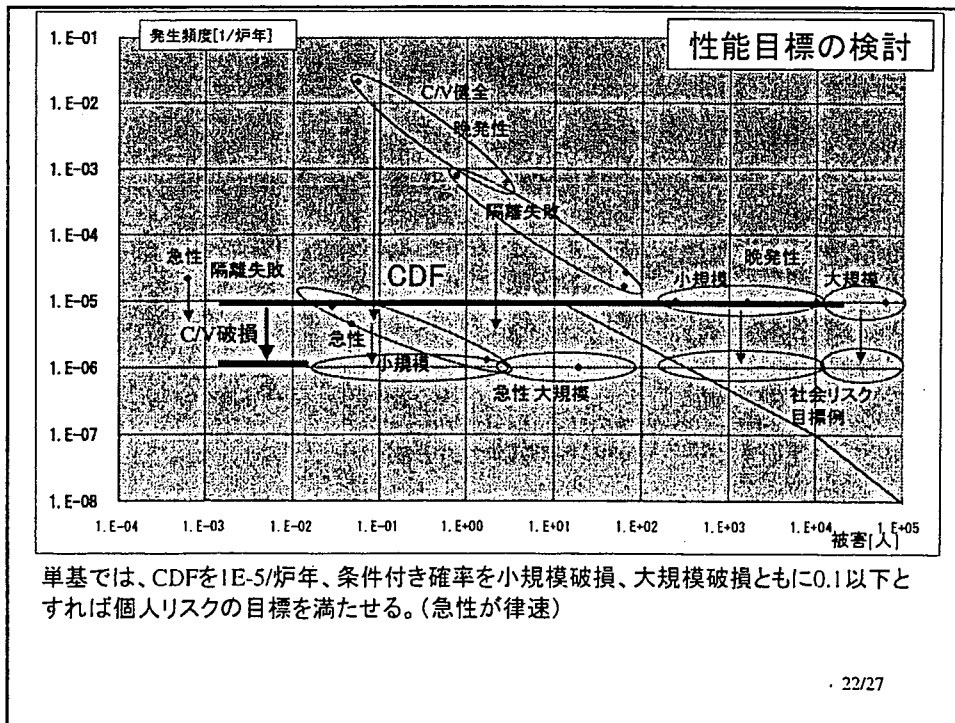 性能目標の検討
発生頻度[1/炉年]
1.E-01
1.E-02
1.E-03
1.E-04
1.E-05
1.E-06
1.E-07
1.E-08
C/V健全
晩発性
隔離失敗
急性
隔離失敗
CDF
晩発性
小規模
大規模
C/V破損
急性
小規模
急性 大規模
社会リスク
目標例
1.E-04 1.E-03 1.E-02 1.E-01 1.E+00 1.E+01 1.E+02 1.E+03 1.E+04 1.E+05
被害[人]
単基では、CDFを1E-5/炉年、条件付き確率を小規模破損、大規模破損ともに0.1以下と
すれば個人リスクの目標を満たせる。(急性が律速)
22/27